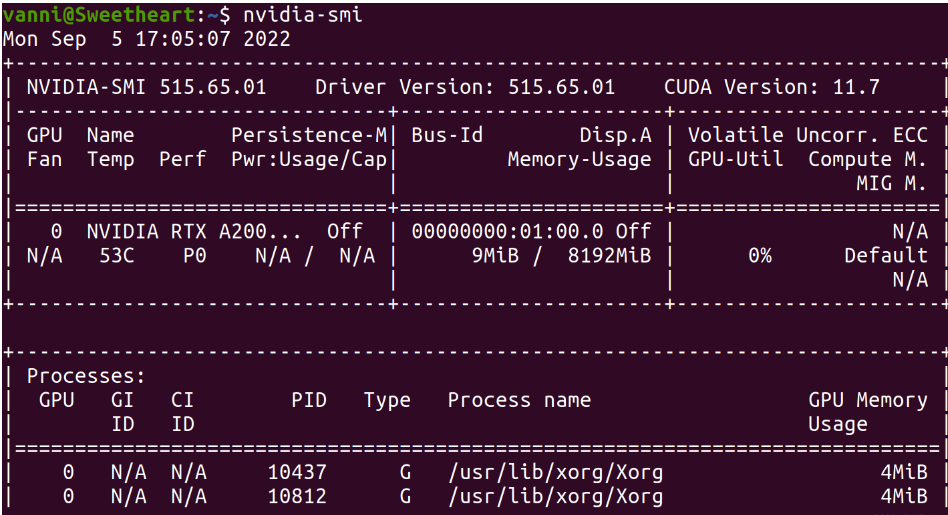 vanni@Sweetheart:~$ nvidia-smi
Mon Sep  5 17:05:07 2022
+-----------------------------------------------------------------------------+
| NVIDIA-SMI 515.65.01    Driver Version: 515.65.01    CUDA Version: 11.7     |
|-------------------------------+----------------------+----------------------+
| GPU  Name        Persistence-M| Bus-Id        Disp.A | Volatile Uncorr. ECC |
| Fan  Temp  Perf  Pwr:Usage/Cap|         Memory-Usage | GPU-Util  Compute M. |
|                               |                      |               MIG M. |
|===============================+======================+======================|
|   0  NVIDIA RTX A200...  Off  | 00000000:01:00.0 Off |                  N/A |
| N/A   53C    P0    N/A /  N/A |      9MiB /  8192MiB |      0%      Default |
|                               |                      |                  N/A |
+-------------------------------+----------------------+----------------------+

+-----------------------------------------------------------------------------+
| Processes:                                                                  |
|  GPU   GI   CI        PID   Type   Process name                  GPU Memory |
|        ID   ID                                                   Usage      |
|=============================================================================|
|    0   N/A  N/A     10437      G   /usr/lib/xorg/Xorg                  4MiB |
|    0   N/A  N/A     10812      G   /usr/lib/xorg/Xorg                  4MiB |